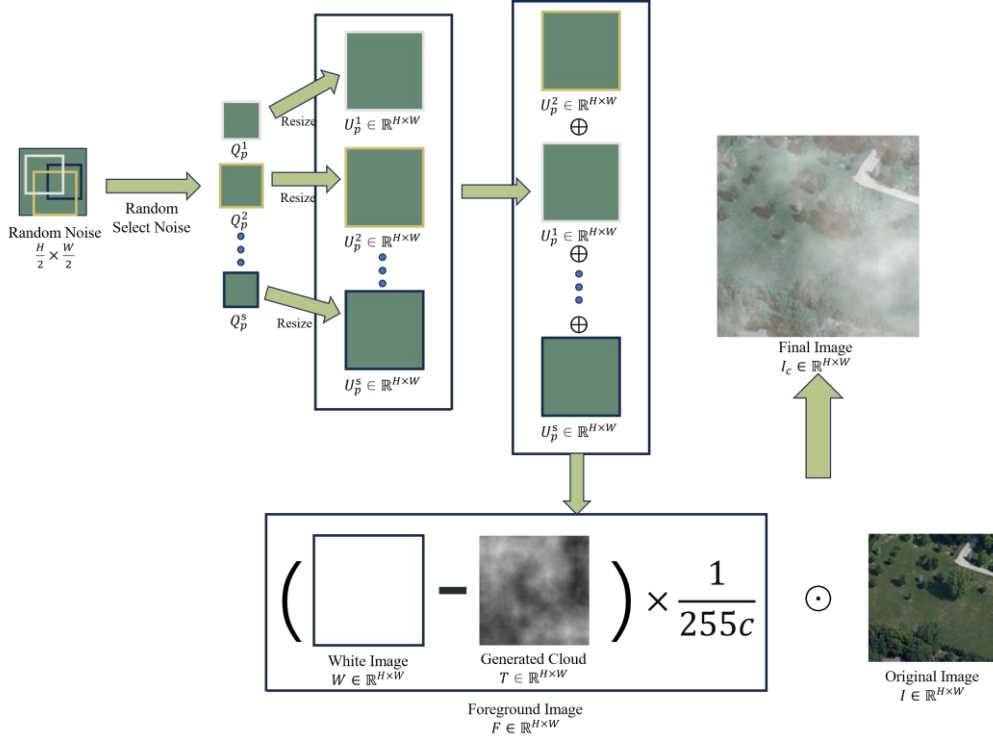 Random Noise
H/2 × W/2
Random
Select Noise
Q_p^1
Q_p^2
Q_p^s
Resize
Resize
Resize
U_p^1 ∈ ℝ^{H×W}
U_p^2 ∈ ℝ^{H×W}
U_p^s ∈ ℝ^{H×W}
U_p^2 ∈ ℝ^{H×W}
⊕
U_p^1 ∈ ℝ^{H×W}
⊕
⊕
U_p^s ∈ ℝ^{H×W}
Final Image
I_c ∈ ℝ^{H×W}
( − ) × 1/255c ⊙
White Image
W ∈ ℝ^{H×W}
Generated Cloud
T ∈ ℝ^{H×W}
Original Image
I ∈ ℝ^{H×W}
Foreground Image
F ∈ ℝ^{H×W}